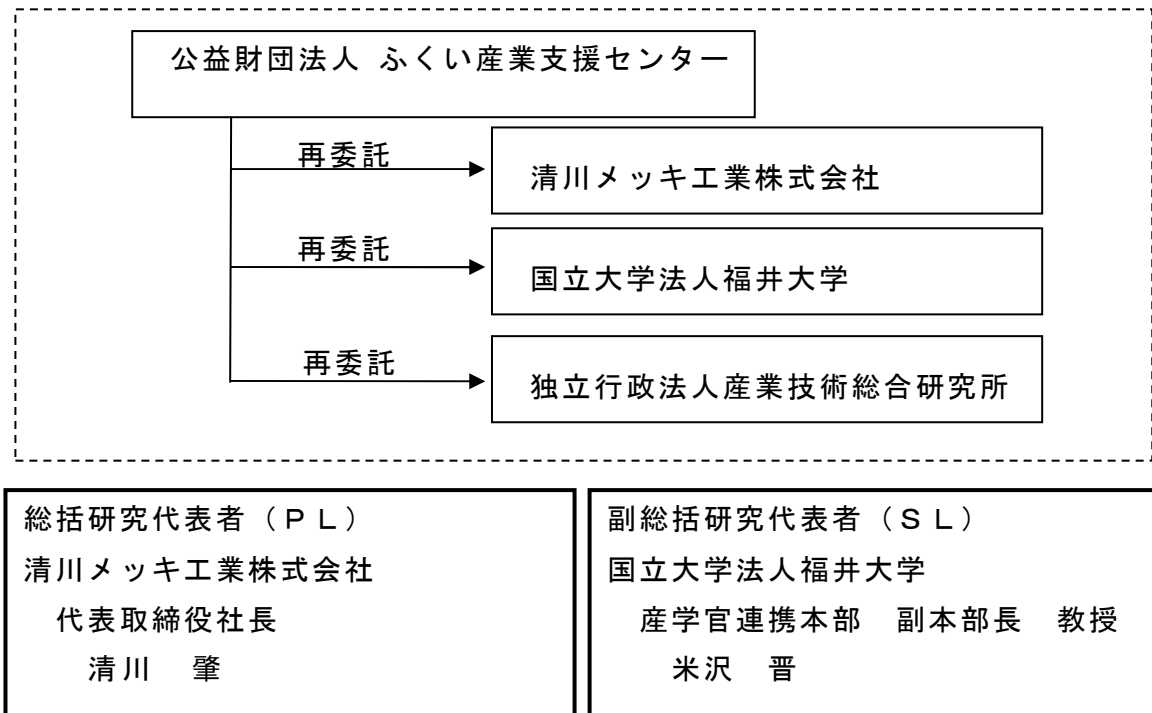 公益財団法人 ふくい産業支援センター
再委託
清川メッキ工業株式会社
再委託
国立大学法人福井大学
再委託
独立行政法人産業技術総合研究所
総括研究代表者（ＰＬ）
清川メッキ工業株式会社
代表取締役社長
清川　肇
副総括研究代表者（ＳＬ）
国立大学法人福井大学
産学官連携本部　副本部長　教授
米沢　晋